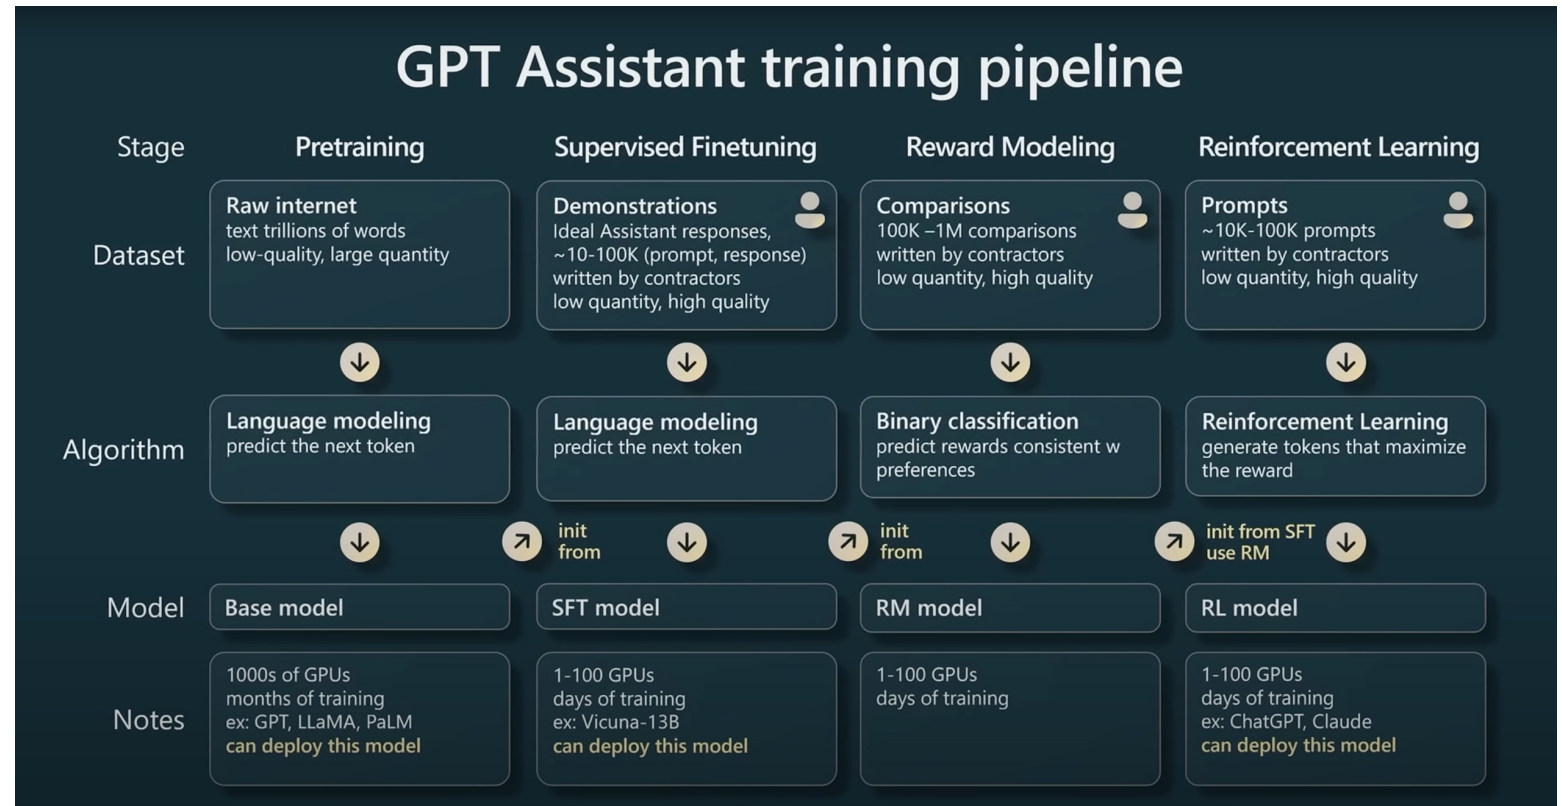 GPT Assistant training pipeline
Stage
Pretraining
Supervised Finetuning
Reward Modeling
Reinforcement Learning
Dataset
Raw internet
text trillions of words
low-quality, large quantity
Demonstrations
Ideal Assistant responses,
~10-100K (prompt, response)
written by contractors
low quantity, high quality
Comparisons
100K –1M comparisons
written by contractors
low quantity, high quality
Prompts
~10K-100K prompts
written by contractors
low quantity, high quality
Algorithm
Language modeling
predict the next token
Language modeling
predict the next token
Binary classification
predict rewards consistent w
preferences
Reinforcement Learning
generate tokens that maximize
the reward
init
from
init
from
init from SFT
use RM
Model
Base model
SFT model
RM model
RL model
Notes
1000s of GPUs
months of training
ex: GPT, LLaMA, PaLM
can deploy this model
1-100 GPUs
days of training
ex: Vicuna-13B
can deploy this model
1-100 GPUs
days of training
1-100 GPUs
days of training
ex: ChatGPT, Claude
can deploy this model